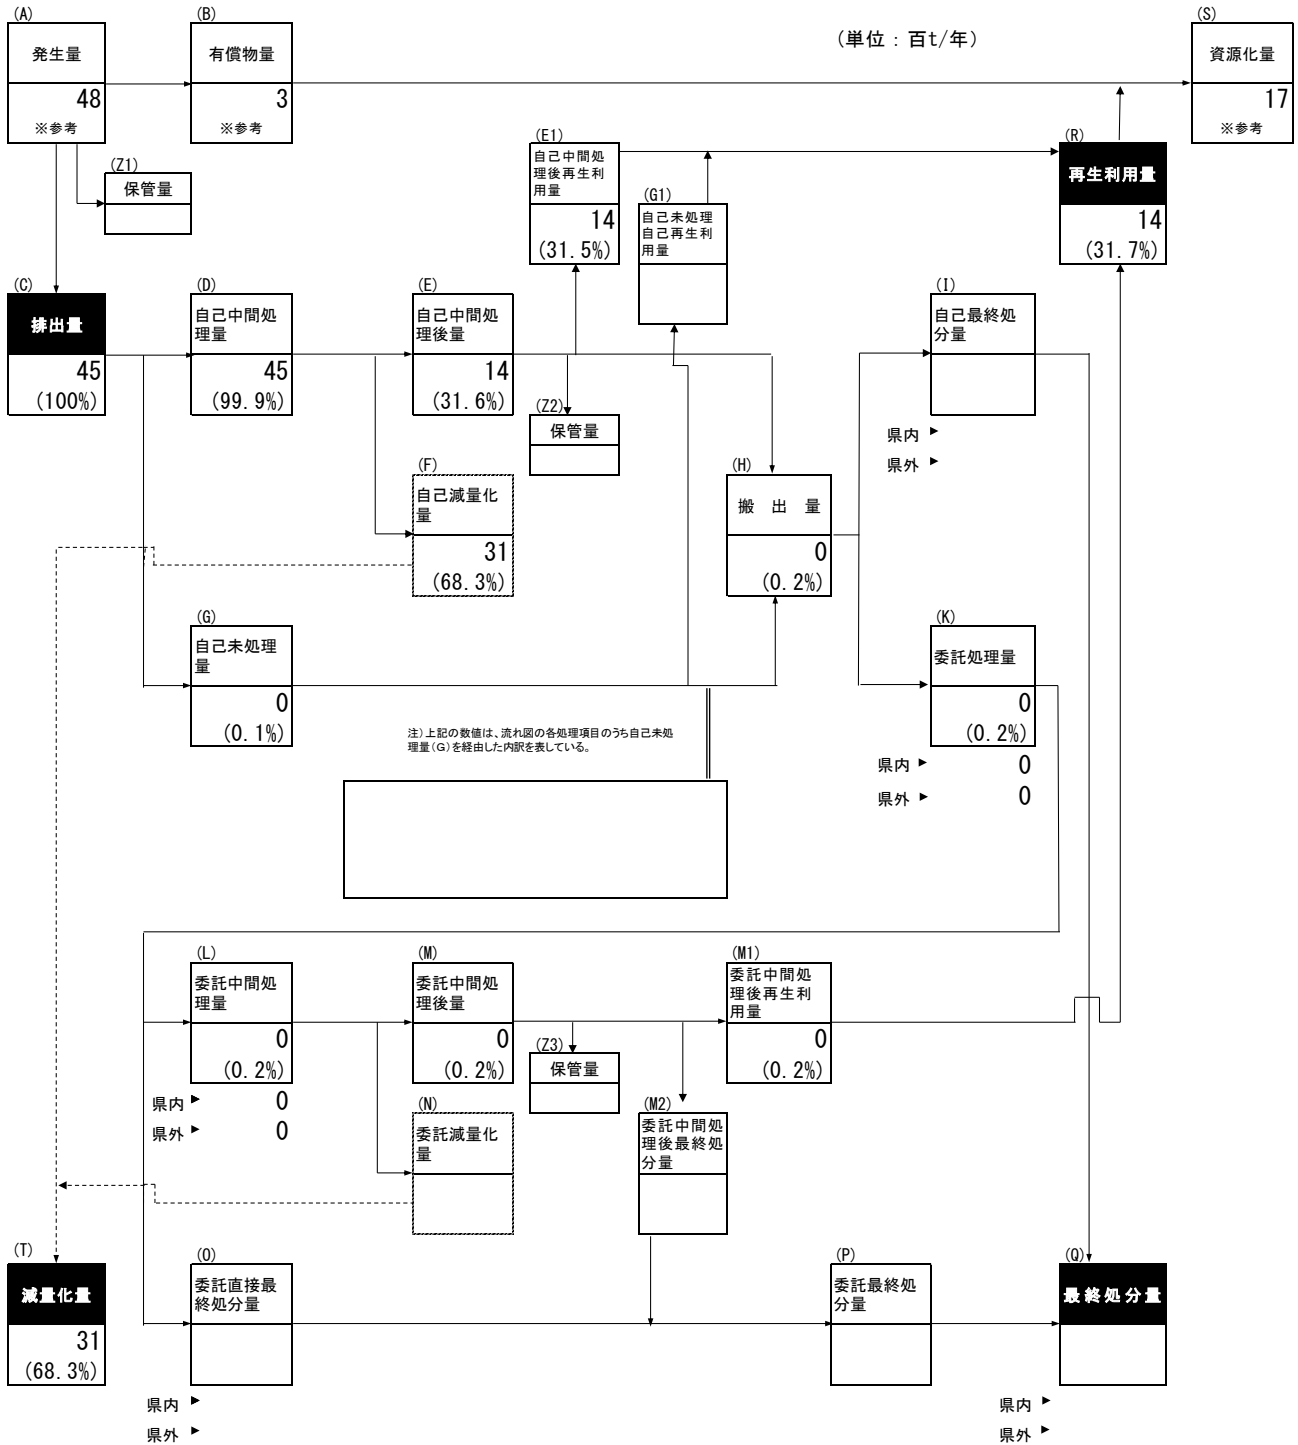 (A)
発生量
48
※参考
(B)
有償物量
3
※参考
(単位：百t/年)
(S)
資源化量
17
※参考
(Z1)
保管量
(E1)
自己中間処
理後再生利
用量
14
(31.5%)
(G1)
自己未処理
自己再生利
用量
(R)
再生利用量
14
(31.7%)
(C)
排出量
45
(100%)
(D)
自己中間処
理量
45
(99.9%)
(E)
自己中間処
理後量
14
(31.6%)
(Z2)
保管量
(I)
自己最終処
分量
県内
県外
(F)
自己減量化
量
31
(68.3%)
(H)
搬 出 量
0
(0.2%)
(G)
自己未処理
量
0
(0.1%)
(K)
委託処理量
0
(0.2%)
県内 0
県外 0
注)上記の数値は、流れ図の各処理項目のうち自己未処
理量(G)を経由した内訳を表している。
(L)
委託中間処
理量
0
(0.2%)
県内 0
県外 0
(M)
委託中間処
理後量
0
(0.2%)
(Z3)
保管量
(M1)
委託中間処
理後再生利
用量
0
(0.2%)
(N)
委託減量化
量
(M2)
委託中間処
理後最終処
分量
(T)
減量化量
31
(68.3%)
(O)
委託直接最
終処分量
県内
県外
(P)
委託最終処
分量
(Q)
最終処分量
県内
県外